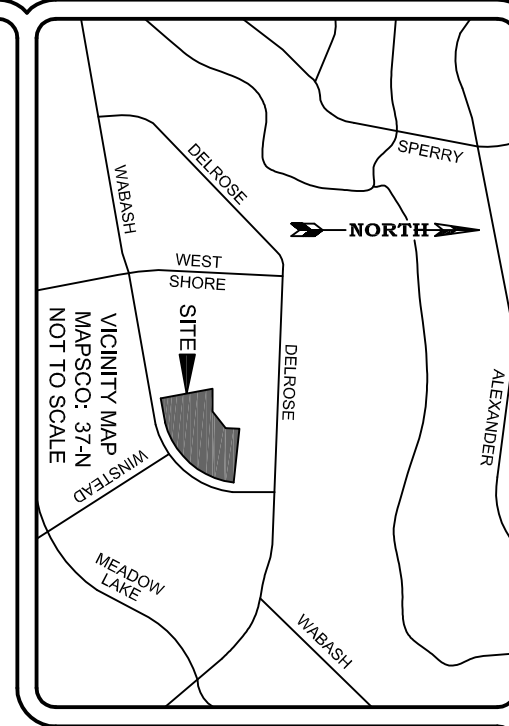 SPERRY
DELROSE
WABASH
NORTH
WEST
SHORE
SITE
DELROSE
ALEXANDER
VICINITY MAP
MAPSCO: 37-N
NOT TO SCALE
WINSTEAD
MEADOW
LAKE
WABASH